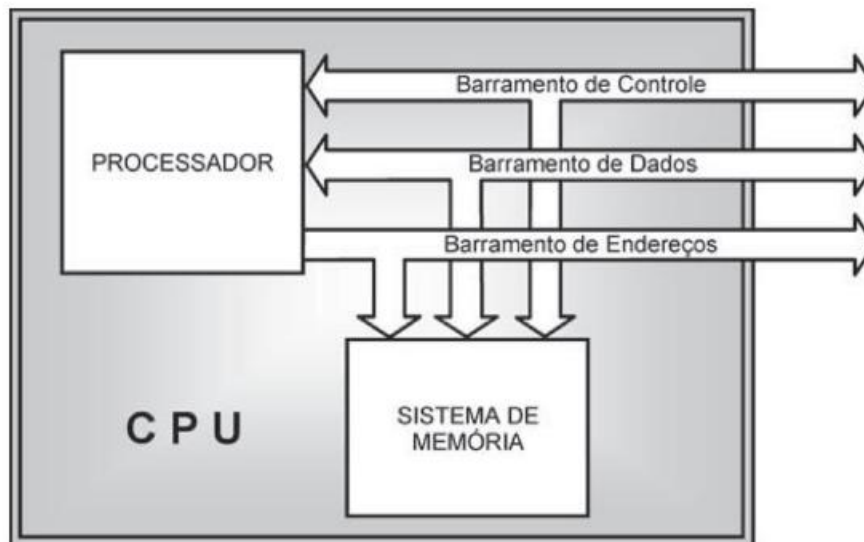 Barramento de Controle
PROCESSADOR
Barramento de Dados
Barramento de Endereços
SISTEMA DE
MEMÓRIA
C P U